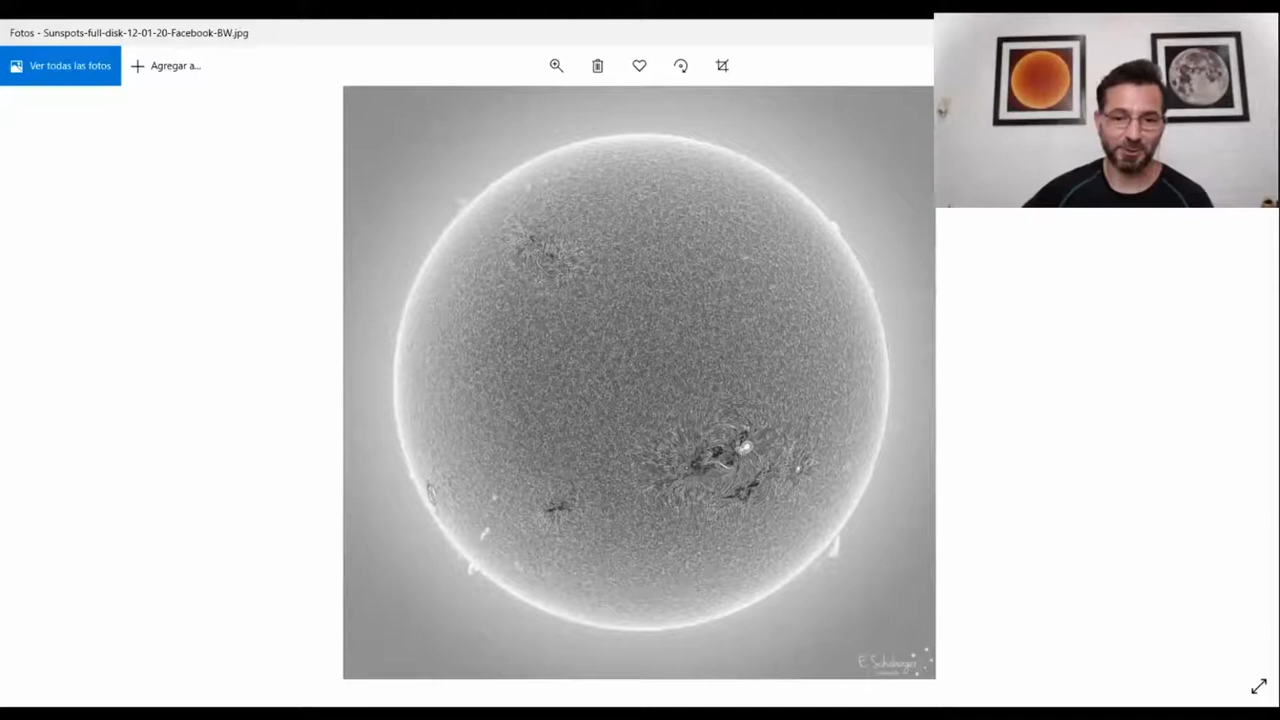 Fotos - Sunspots-full-disk-12-01-20-Facebook-BW.jpg
Ver todas las fotos
Agregar a...